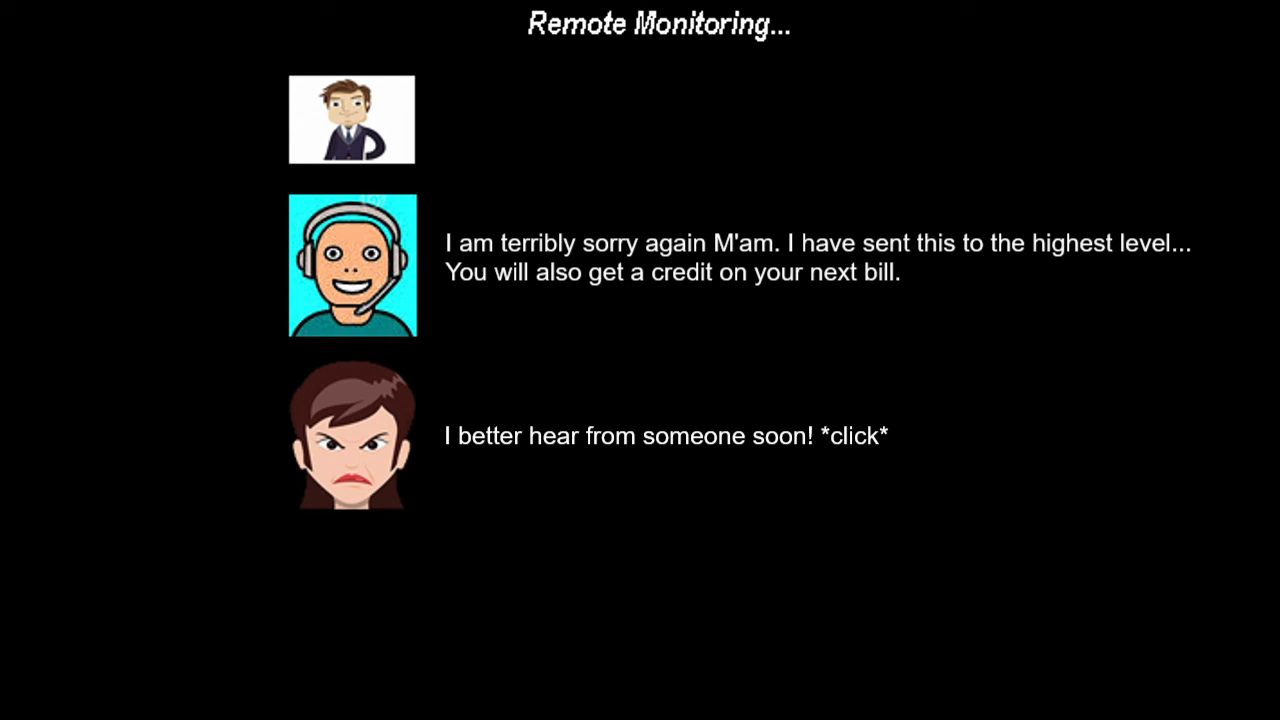 Remote Monitoring...
I am terribly sorry again M'am. I have sent this to the highest level...
You will also get a credit on your next bill.
I better hear from someone soon! *click*